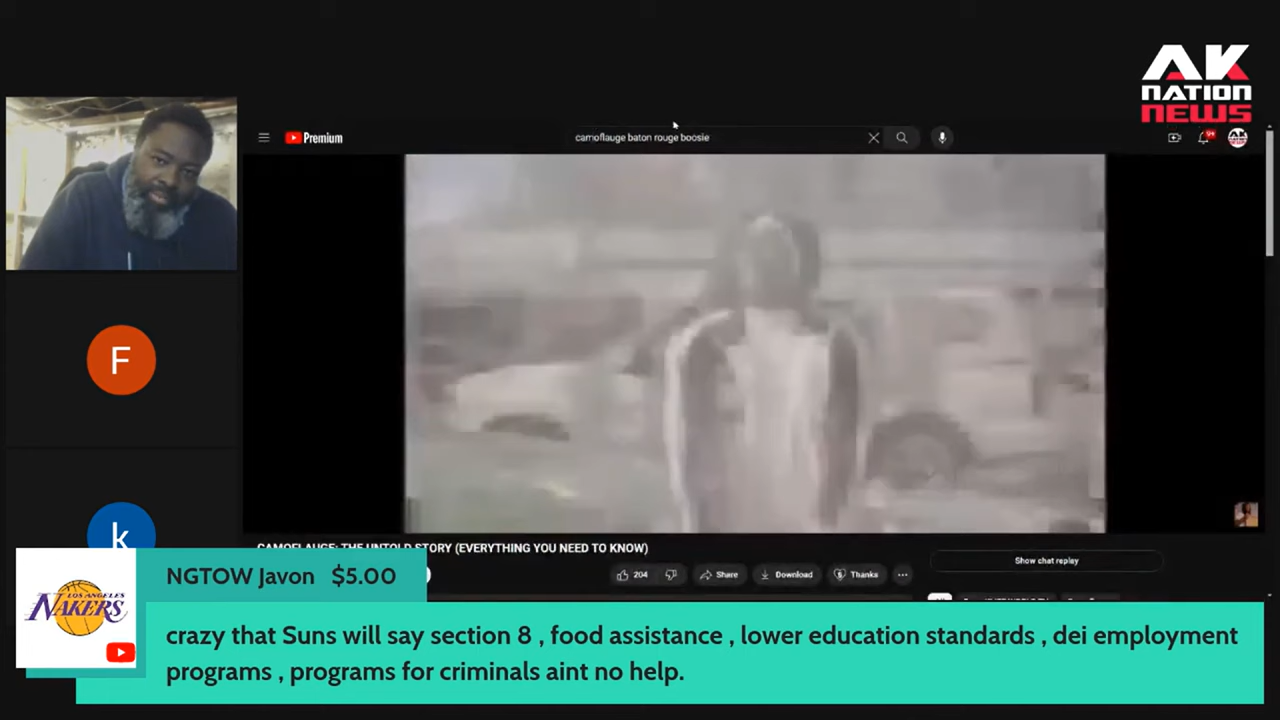 AK
NATION
NEWS
Premium
camoflauge baton rouge boosie
9+
F
CAMOFLAUGE: THE UNTOLD STORY (EVERYTHING YOU NEED TO KNOW)
204
Share
Download
Thanks
Show chat replay
k
LOS ANGELES
NAKERS
NGTOW Javon $5.00
crazy that Suns will say section 8 , food assistance , lower education standards , dei employment
programs , programs for criminals aint no help.